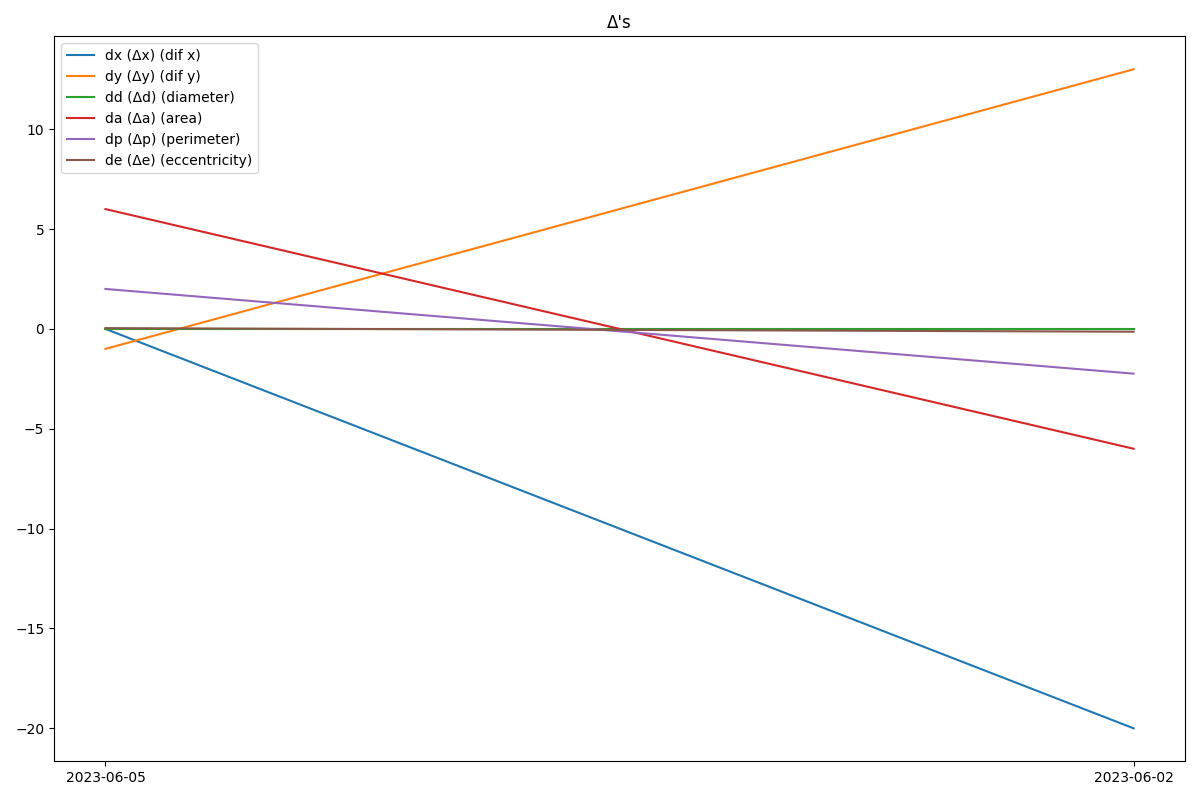 Δ's
dx (Δx) (dif x)
dy (Δy) (dif y)
dd (Δd) (diameter)
da (Δa) (area)
dp (Δp) (perimeter)
de (Δe) (eccentricity)
10
5
0
−5
−10
−15
−20
2023-06-05
2023-06-02